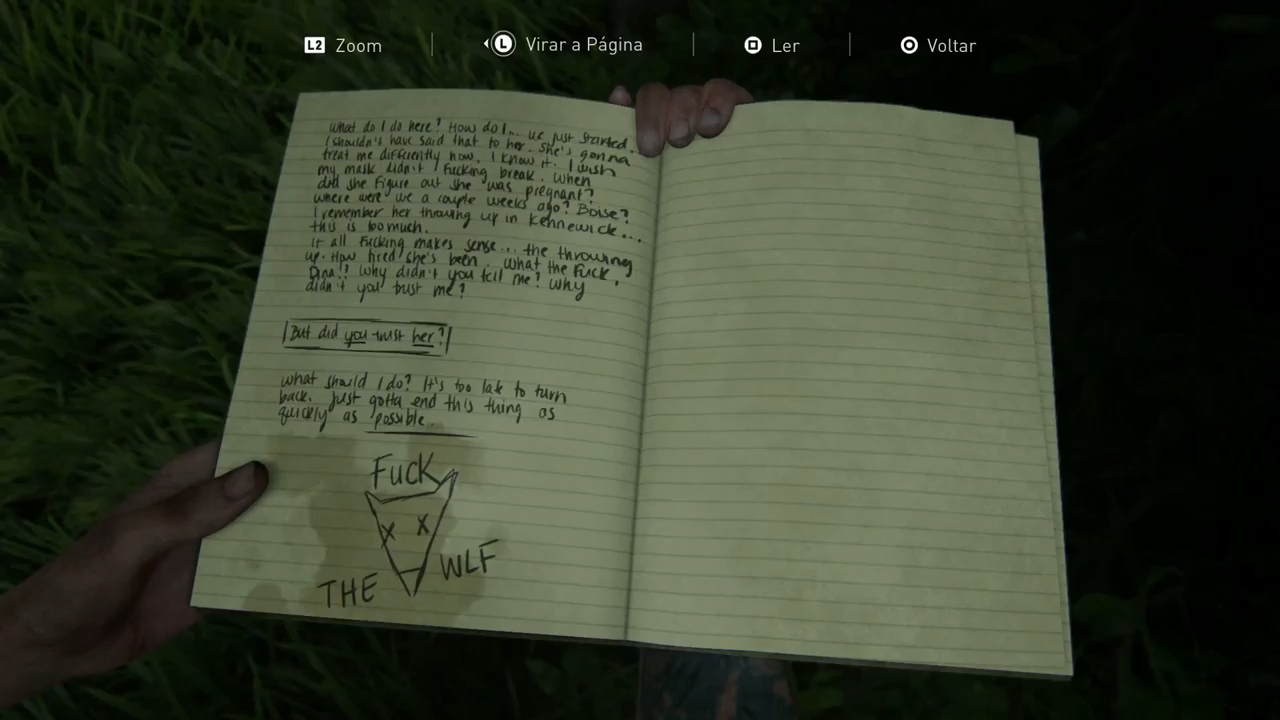 L2 Zoom
L Virar a Página
Ler
Voltar
What do I do here? How do I... we just started.
I shouldn't have said that to her. She's gonna
treat me differently now. I know it. I wish
my mask didn't fucking break. When
did she figure out she was pregnant?
Where were we a couple weeks ago? Boise?
I remember her throwing up in Kennewick...
this is too much.
It all fucking makes sense... the throwing
up. How tired she's been. What the fuck,
Dina!? Why didn't you tell me? Why
didn't you trust me?
But did you trust her?
What should I do? It's too late to turn
back. Just gotta end this thing as
quickly as possible.
Fuck
X X
THE WLF